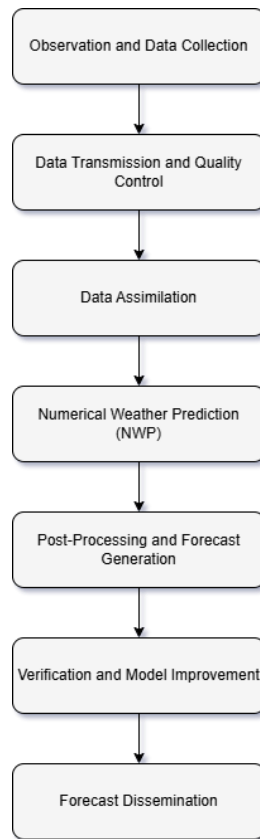 Observation and Data Collection
Data Transmission and Quality
Control
Data Assimilation
Numerical Weather Prediction
(NWP)
Post-Processing and Forecast
Generation
Verification and Model Improvement
Forecast Dissemination